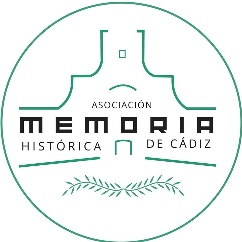 ASOCIACIÓN
MEMORIA
HISTÓRICA DE CÁDIZ